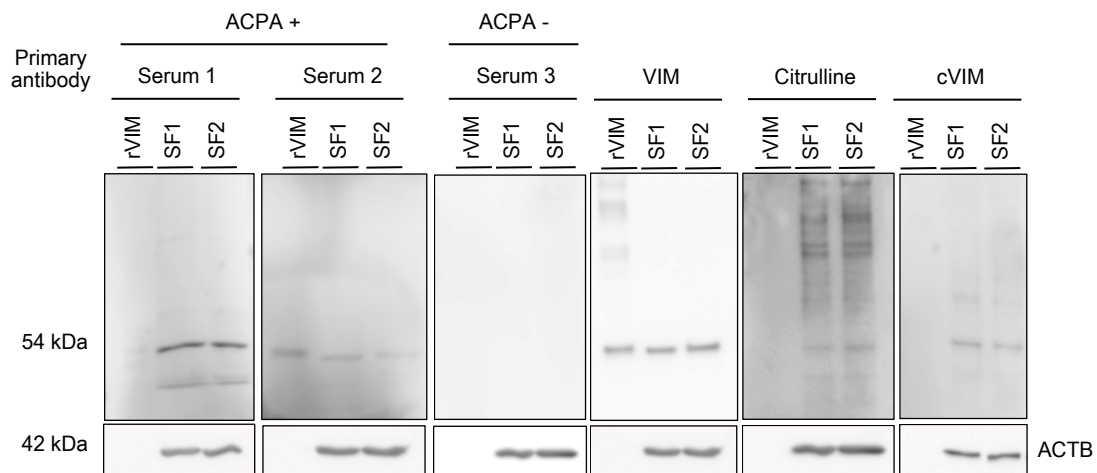 ACPA +
ACPA -
Primary
antibody
Serum 1
Serum 2
Serum 3
VIM
Citrulline
cVIM
rVIM
SF1
SF2
rVIM
SF1
SF2
rVIM
SF1
SF2
rVIM
SF1
SF2
rVIM
SF1
SF2
rVIM
SF1
SF2
54 kDa
42 kDa
ACTB